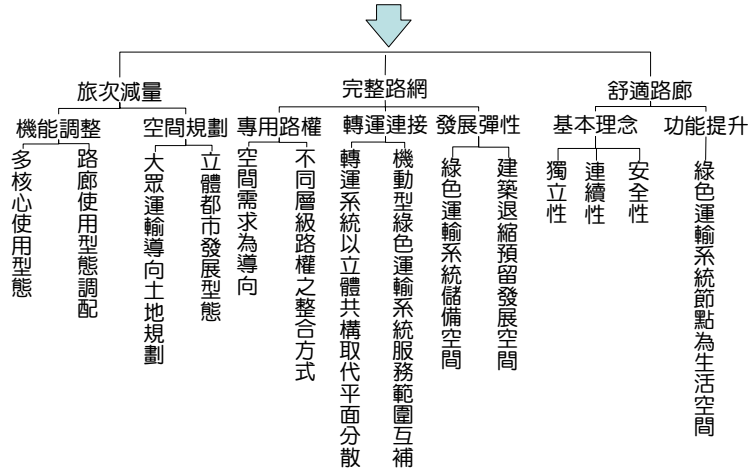 旅次減量
完整路網
舒適路廊
機能調整
空間規劃
專用路權
轉運連接
發展彈性
基本理念
功能提升
多核心使用型態
路廊使用型態調配
大眾運輸導向土地規劃
立體都市發展型態
空間需求為導向
不同層級路權之整合方式
轉運系統以立體共構取代平面分散
機動型綠色運輸系統服務範圍互補
綠色運輸系統儲備空間
建築退縮預留發展空間
獨立性
連續性
安全性
綠色運輸系統節點為生活空間